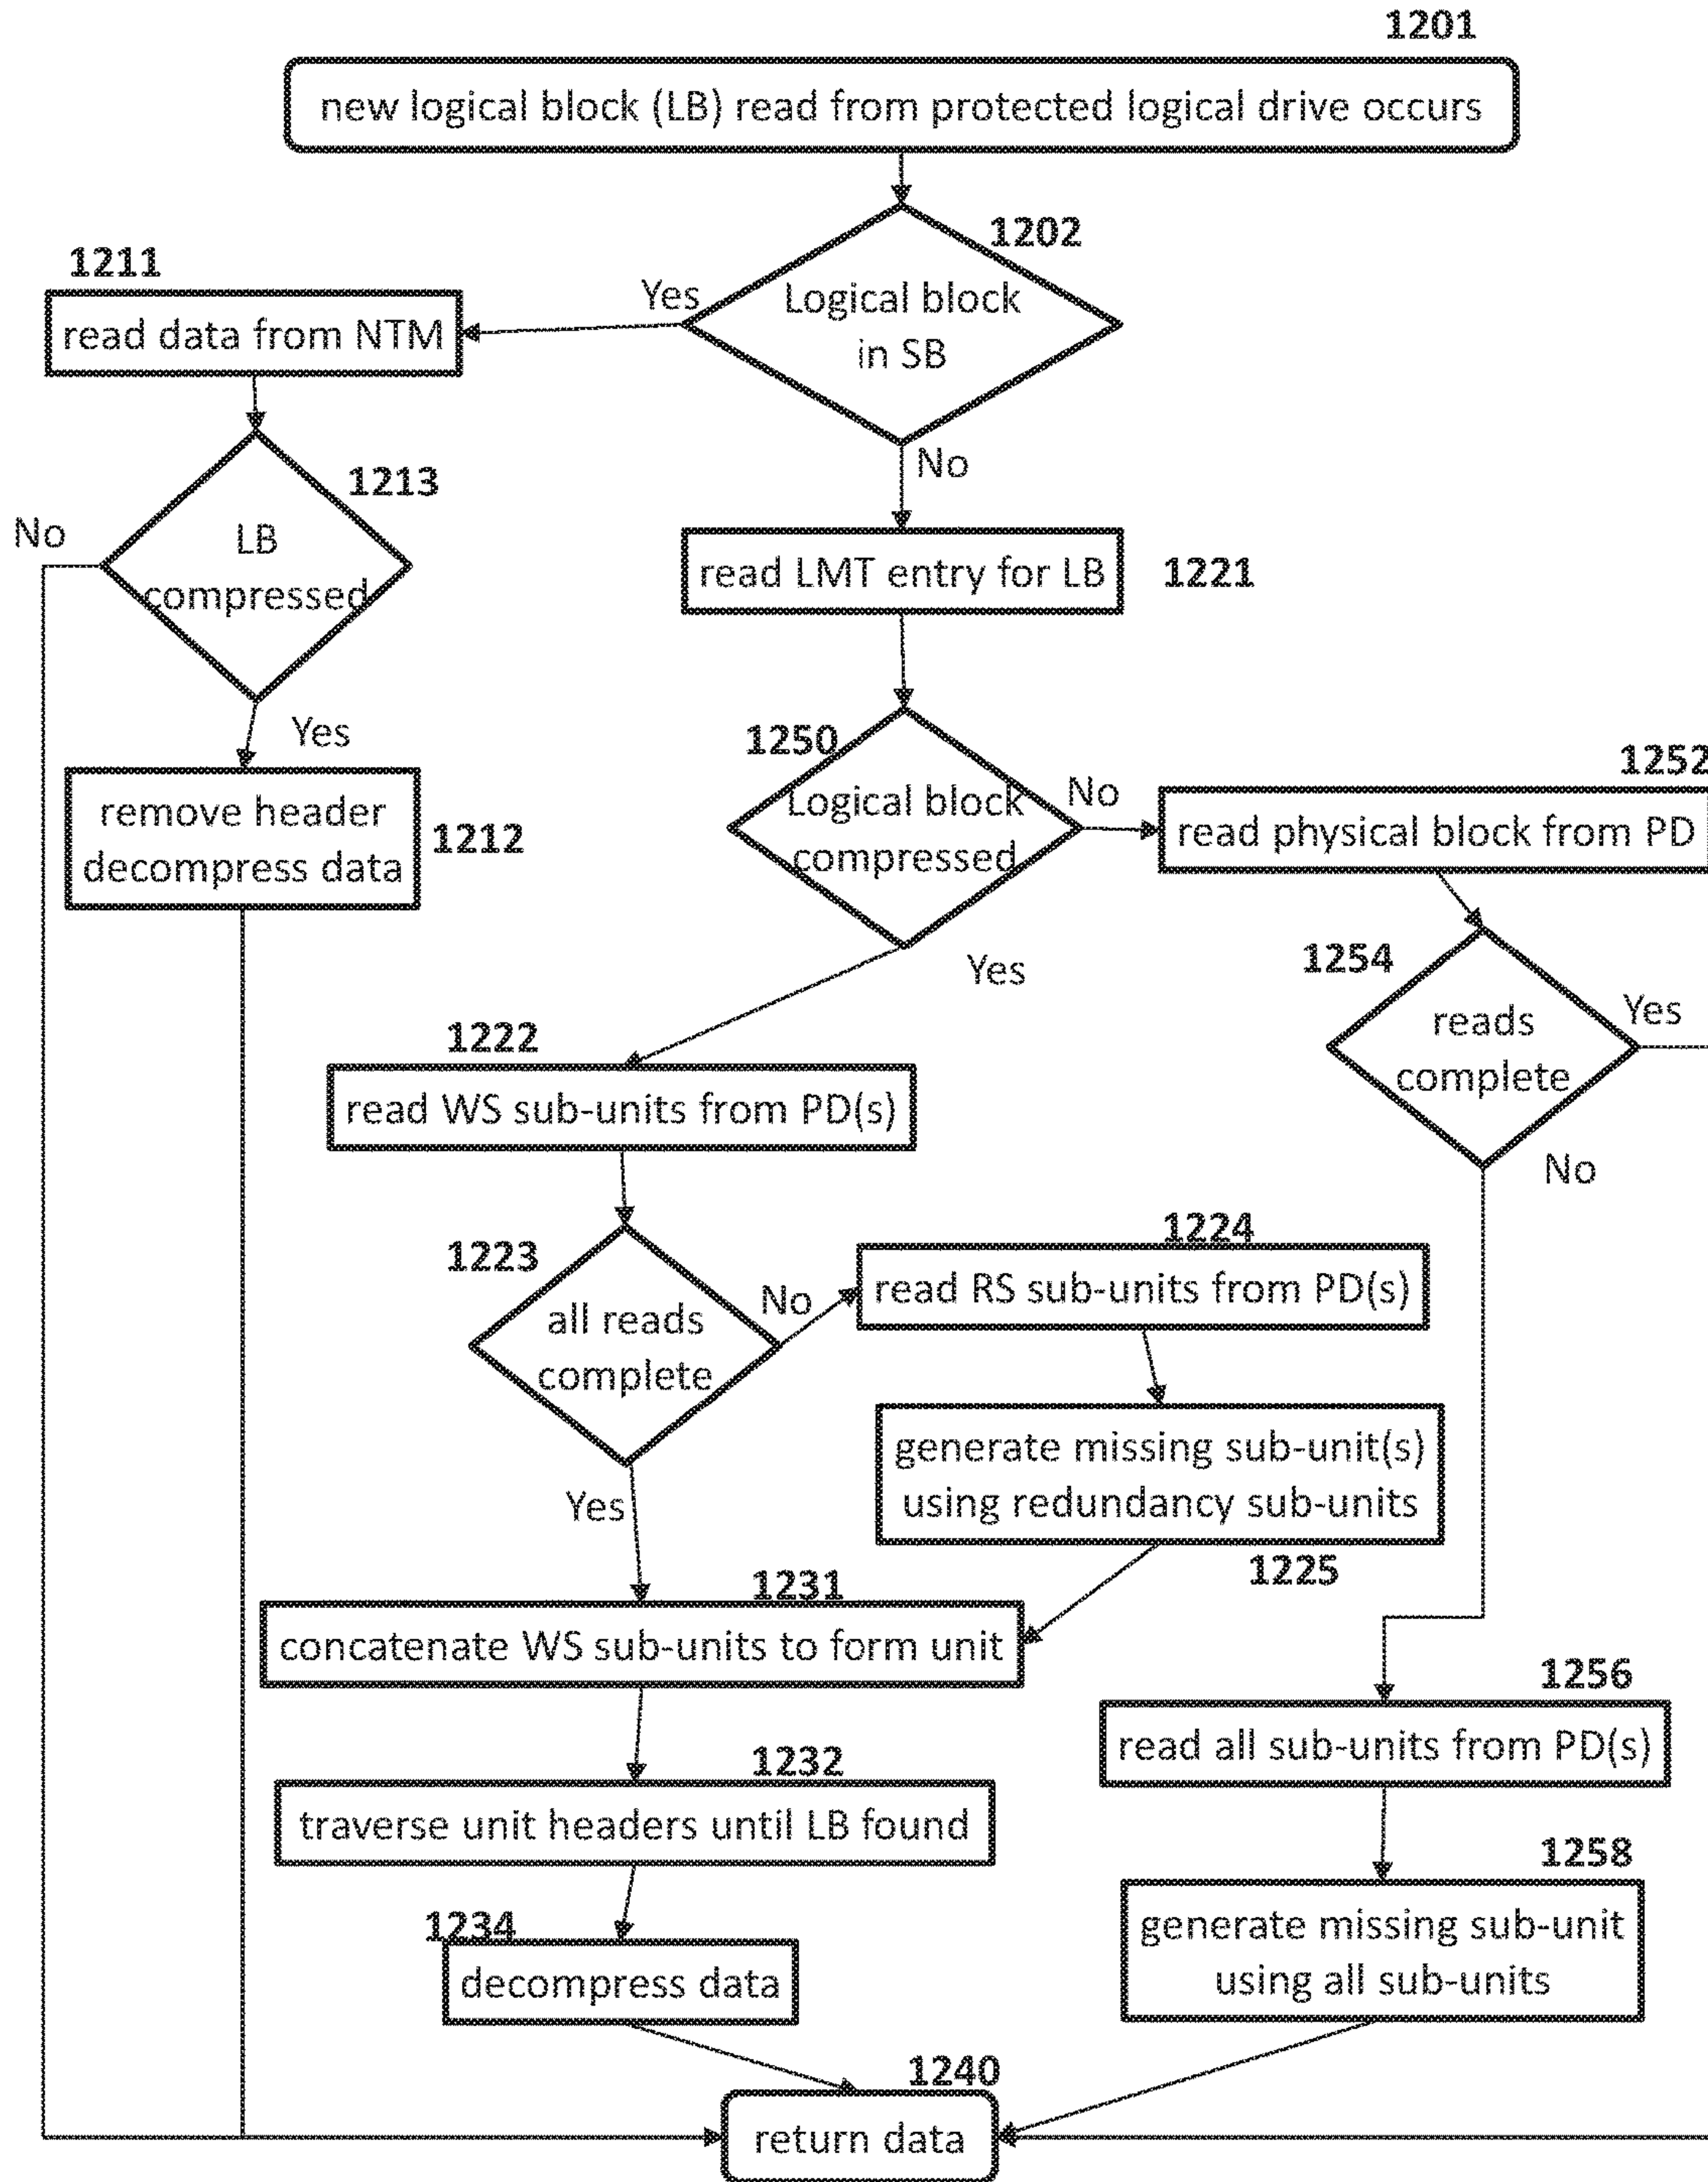 1201
new logical block (LB) read from protected logical drive occurs
1202
Logical block
in SB
Yes
No
1211
read data from NTM
1213
LB
compressed
No
Yes
remove header
decompress data
1212
read LMT entry for LB
1221
1250
Logical block
compressed
No
Yes
1252
read physical block from PD
1254
reads
complete
Yes
No
1222
read WS sub-units from PD(s)
1223
all reads
complete
No
Yes
1224
read RS sub-units from PD(s)
generate missing sub-unit(s)
using redundancy sub-units
1225
1231
concatenate WS sub-units to form unit
1256
read all sub-units from PD(s)
1232
traverse unit headers until LB found
1258
generate missing sub-unit
using all sub-units
1234
decompress data
1240
return data